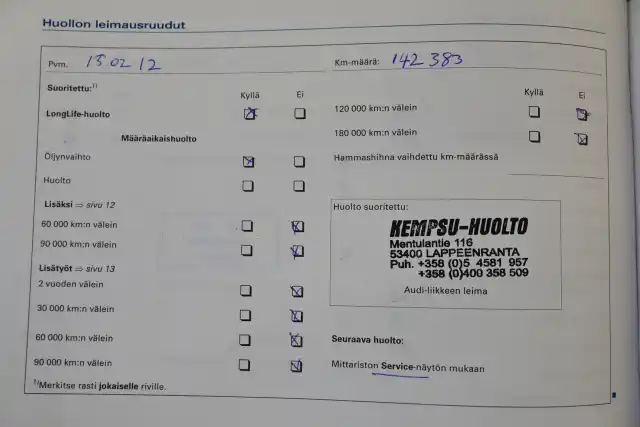 Huollon leimausruudut
Pvm. 15.02 12
Km-määrä: 142 383
Suoritettu:1)
Kyllä Ei
LongLife-huolto
Määräaikaishuolto
Öljynvaihto
Huolto
Lisäksi ⇒ sivu 12
60 000 km:n välein
90 000 km:n välein
Lisätyöt ⇒ sivu 13
2 vuoden välein
30 000 km:n välein
60 000 km:n välein
90 000 km:n välein
1)Merkitse rasti jokaiselle riville.
Kyllä Ei
120 000 km:n välein
180 000 km:n välein
Hammashihna vaihdettu km-määrässä
Huolto suoritettu:
KEMPSU-HUOLTO
Mentulantie 116
53400 LAPPEENRANTA
Puh. +358 (0)5 4581 957
+358 (0)400 358 509
Audi-liikkeen leima
Seuraava huolto:
Mittariston Service-näytön mukaan